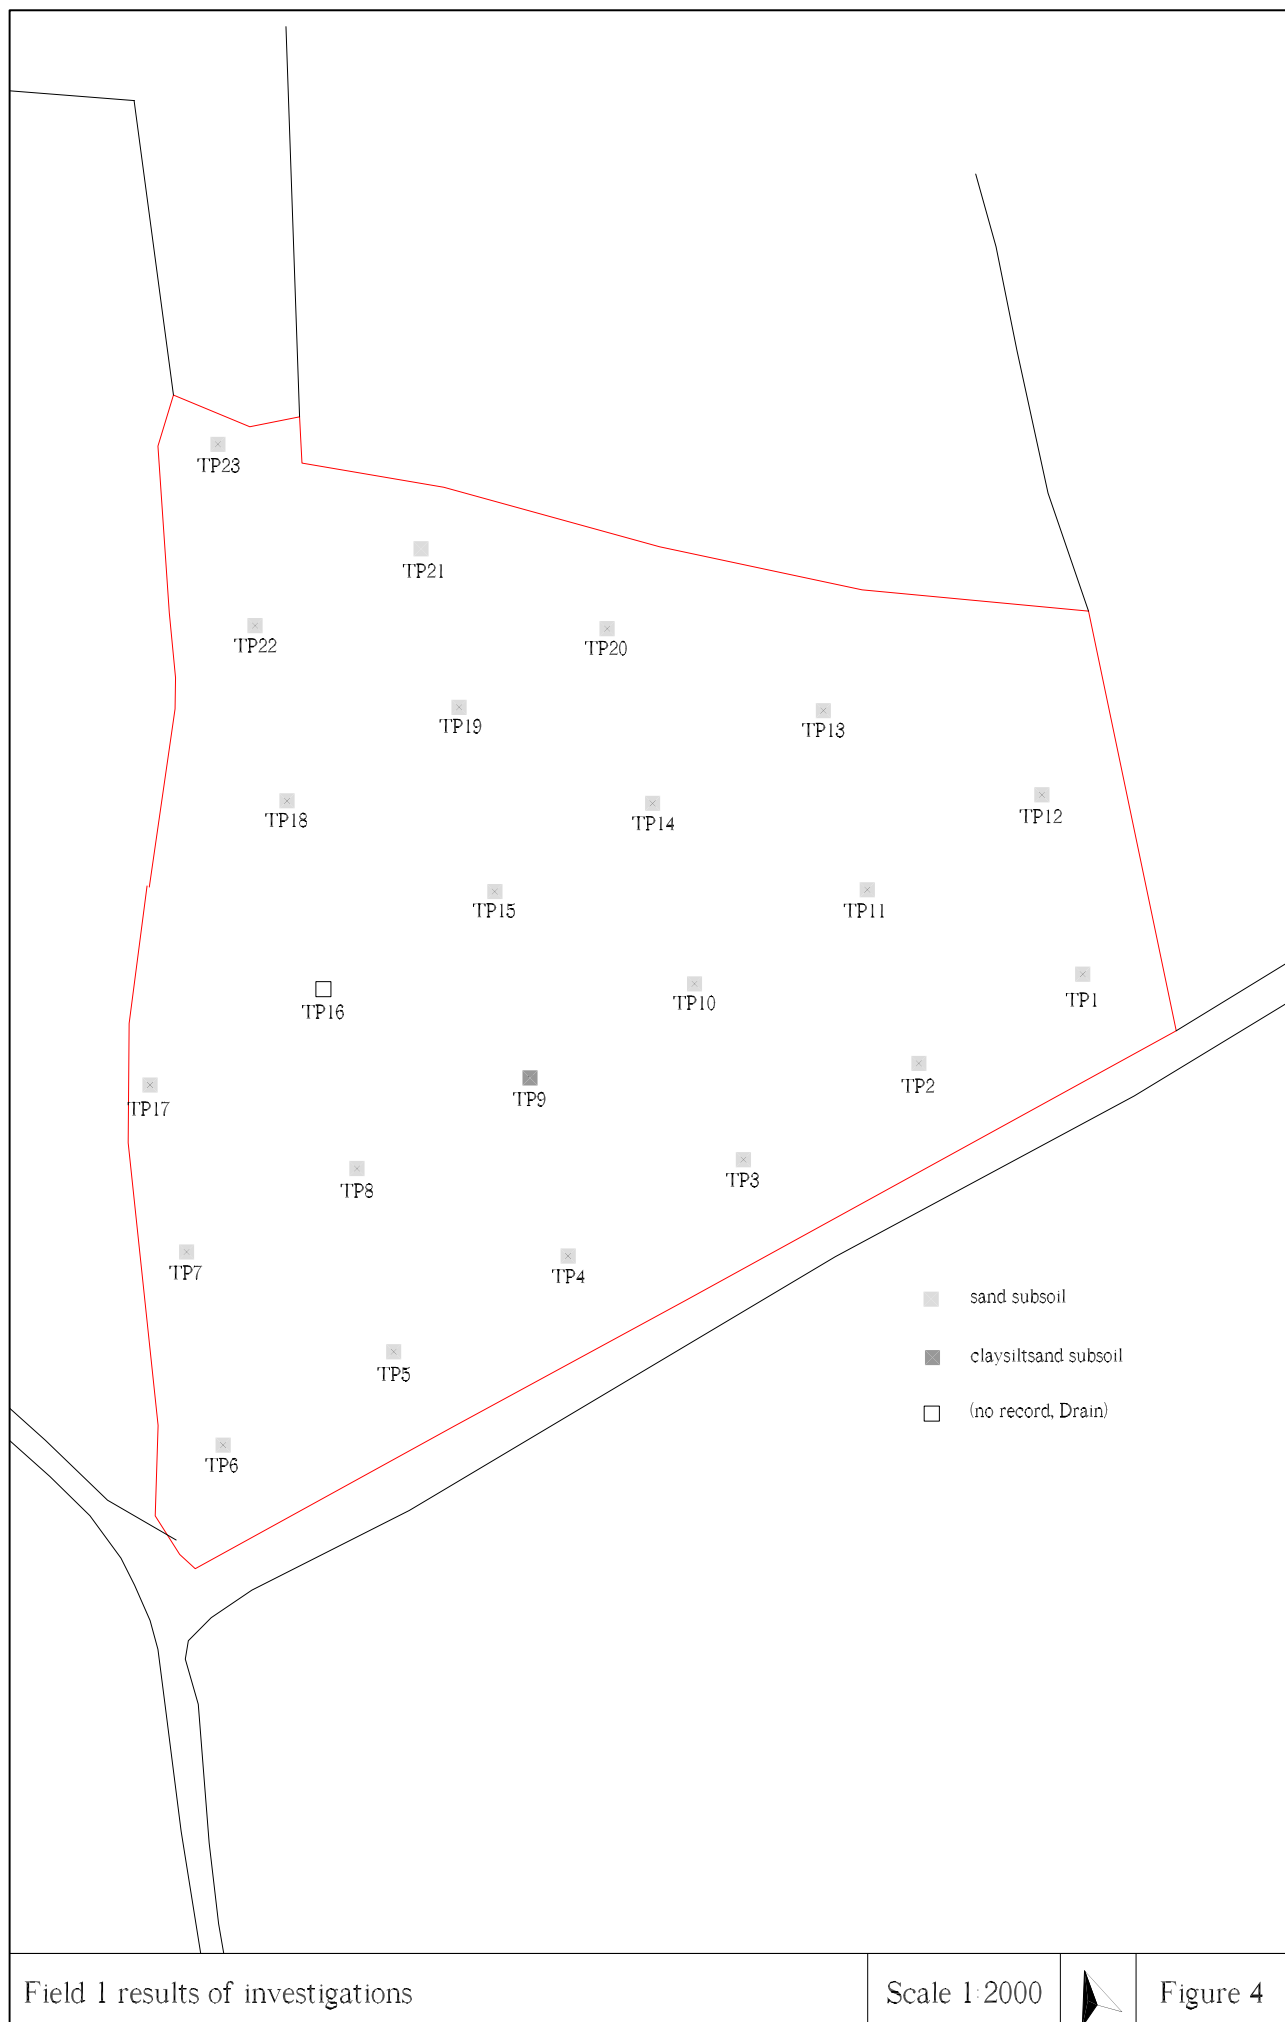 TP23
TP21
TP22
TP20
TP19
TP13
TP18
TP14
TP12
TP15
TP11
TP16
TP10
TP1
TP17
TP9
TP2
TP8
TP3
TP7
TP4
sand subsoil
claysiltsand subsoil
TP5
(no record, Drain)
TP6
Field 1 results of investigations
Scale 1:2000
Figure 4